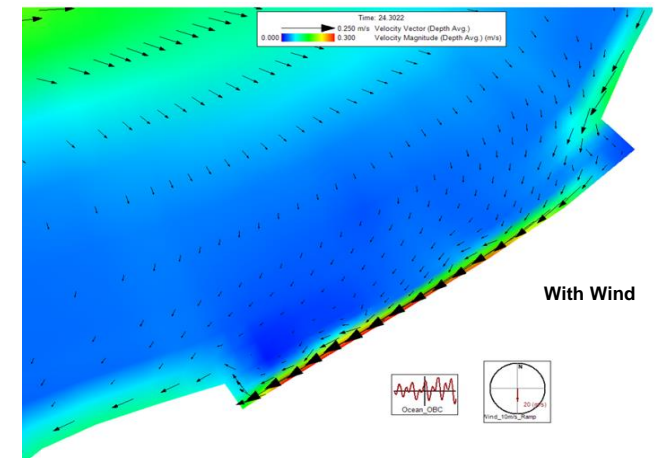 Time: 24.3022
0.250 m/s Velocity Vector (Depth Avg.)
0.000 0.300 Velocity Magnitude (Depth Avg.) (m/s)
With Wind
N
20 (m/s)
Ocean_OBC
Wind_10m/s_Ramp